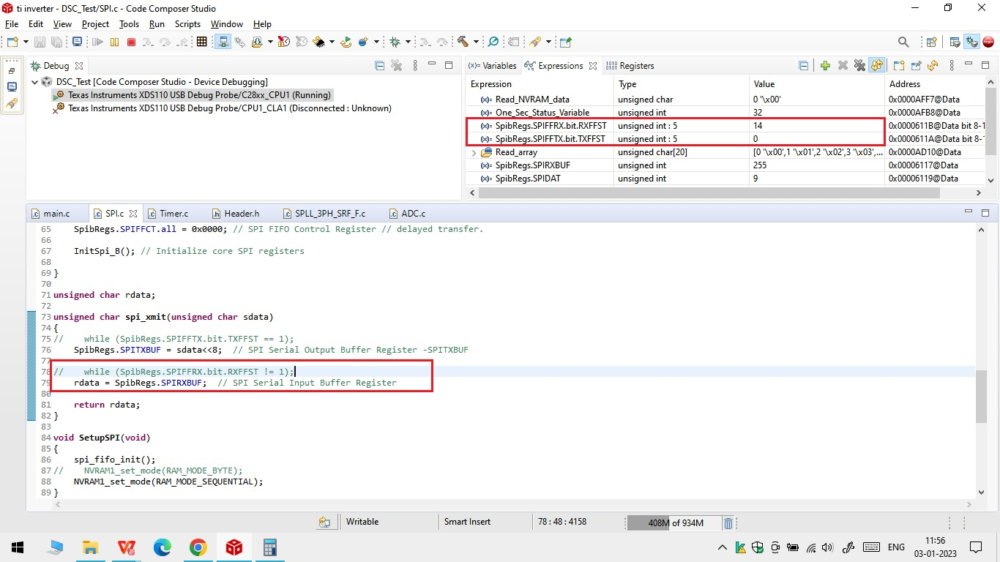 ti inverter - DSC_Test/SPI.c - Code Composer Studio
File Edit View Project Tools Run Scripts Window Help
Debug
DSC_Test [Code Composer Studio - Device Debugging]
Texas Instruments XDS110 USB Debug Probe/C28xx_CPU1 (Running)
Texas Instruments XDS110 USB Debug Probe/CPU1_CLA1 (Disconnected : Unknown)
(x)= Variables Expressions Registers
Expression Type Value Address
(x)= Read_NVRAM_data unsigned char 0 '\x00' 0x0000AFF7@Data
(x)= One_Sec_Status_Variable unsigned int 32 0x0000AFB8@Data
(x)= SpibRegs.SPIFFRX.bit.RXFFST unsigned int : 5 14 0x0000611B@Data bit 8-1
(x)= SpibRegs.SPIFFTX.bit.TXFFST unsigned int : 5 0 0x0000611A@Data bit 8-1
Read_array unsigned char[20] [0 '\x00',1 '\x01',2 '\x02',3 '\x03',... 0x0000AD10@Data
(x)= SpibRegs.SPIRXBUF unsigned int 255 0x00006117@Data
(x)= SpibRegs.SPIDAT unsigned int 9 0x00006119@Data
main.c SPI.c Timer.c Header.h SPLL_3PH_SRF_F.c ADC.c
65 SpibRegs.SPIFFCT.all = 0x0000; // SPI FIFO Control Register // delayed transfer.
66
67 InitSpi_B(); // Initialize core SPI registers
68
69 }
70
71 unsigned char rdata;
72
73 unsigned char spi_xmit(unsigned char sdata)
74 {
75 // while (SpibRegs.SPIFFTX.bit.TXFFST == 1);
76 SpibRegs.SPITXBUF = sdata<<8; // SPI Serial Output Buffer Register -SPITXBUF
77
78 // while (SpibRegs.SPIFFRX.bit.RXFFST != 1);
79 rdata = SpibRegs.SPIRXBUF; // SPI Serial Input Buffer Register
80
81 return rdata;
82 }
83
84 void SetupSPI(void)
85 {
86 spi_fifo_init();
87 // NVRAM1_set_mode(RAM_MODE_BYTE);
88 NVRAM1_set_mode(RAM_MODE_SEQUENTIAL);
89 }
Writable Smart Insert 78 : 48 : 4158 408M of 934M
ENG 11:56
03-01-2023